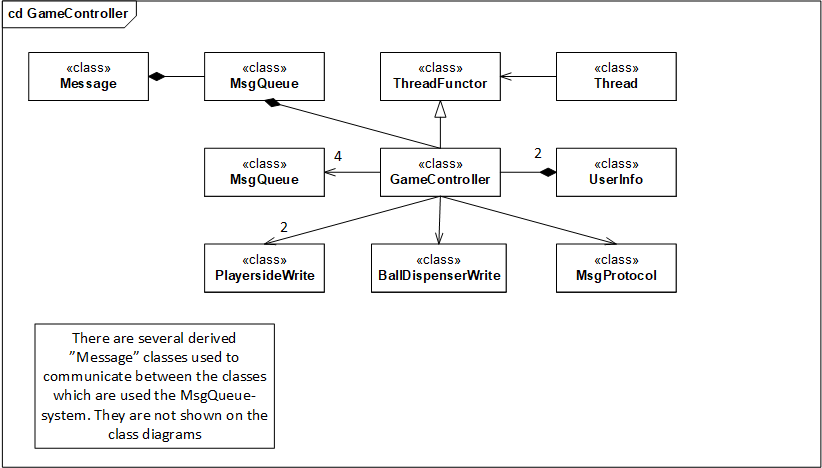 cd GameController
«class»
Message
«class»
MsgQueue
«class»
ThreadFunctor
«class»
Thread
«class»
MsgQueue
4
«class»
GameController
2
«class»
UserInfo
2
«class»
PlayersideWrite
«class»
BallDispenserWrite
«class»
MsgProtocol
There are several derived
”Message” classes used to
communicate between the classes
which are used the MsgQueue-
system. They are not shown on the
class diagrams